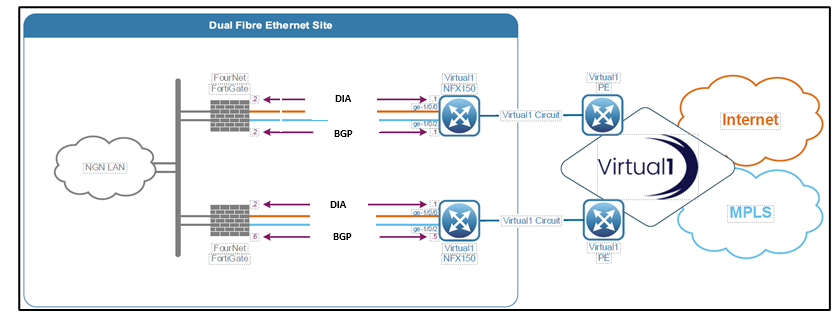 Dual Fibre Ethernet Site
FourNet
FortiGate
.2
DIA
.1
ge-1/0/0
ge-1/0/2
.2
BGP
.1
Virtual1
NFX150
Virtual1 Circuit
Virtual1
PE
Internet
NGN LAN
Virtual1
MPLS
.2
DIA
.1
ge-1/0/0
ge-1/0/2
.6
BGP
.5
FourNet
FortiGate
Virtual1
NFX150
Virtual1 Circuit
Virtual1
PE